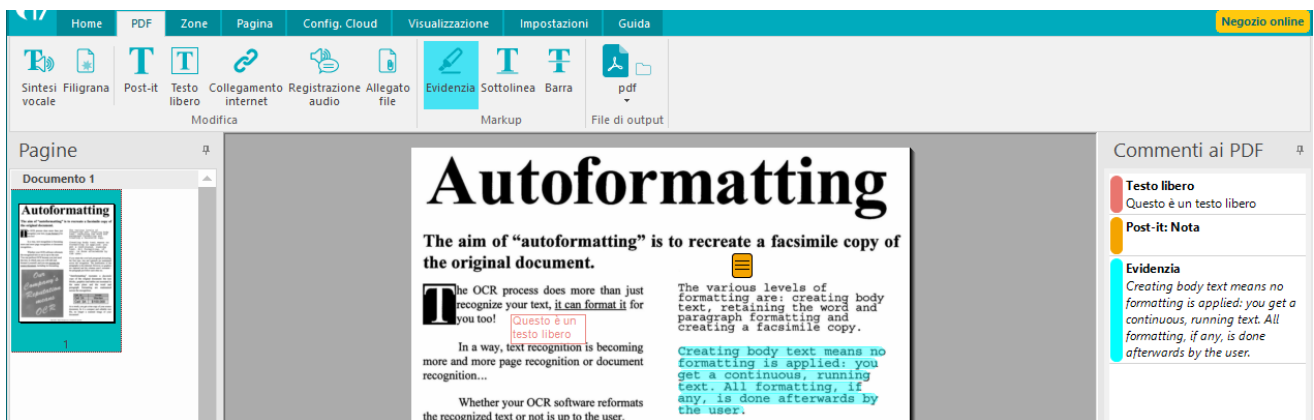 Home PDF Zone Pagina Config. Cloud Visualizzazione Impostazioni Guida Negozio online
Sintesi vocale
Filigrana
Post-it
Testo libero
Collegamento internet
Registrazione audio
Allegato file
Modifica
Evidenzia
Sottolinea
Barra
Markup
pdf
File di output
Pagine
Documento 1
Autoformatting
1
Autoformatting
The aim of “autoformatting” is to recreate a facsimile copy of
the original document.
The OCR process does more than just
recognize your text, it can format it for
you too!
Questo è un
testo libero
In a way, text recognition is becoming
more and more page recognition or document
recognition...
Whether your OCR software reformats
the recognized text or not is up to the user.
The various levels of
formatting are: creating body
text, retaining the word and
paragraph formatting and
creating a facsimile copy.
Creating body text means no
formatting is applied: you
get a continuous, running
text. All formatting, if
any, is done afterwards by
the user.
Commenti ai PDF
Testo libero
Questo è un testo libero
Post-it: Nota
Evidenzia
Creating body text means no
formatting is applied: you get a
continuous, running text. All
formatting, if any, is done
afterwards by the user.